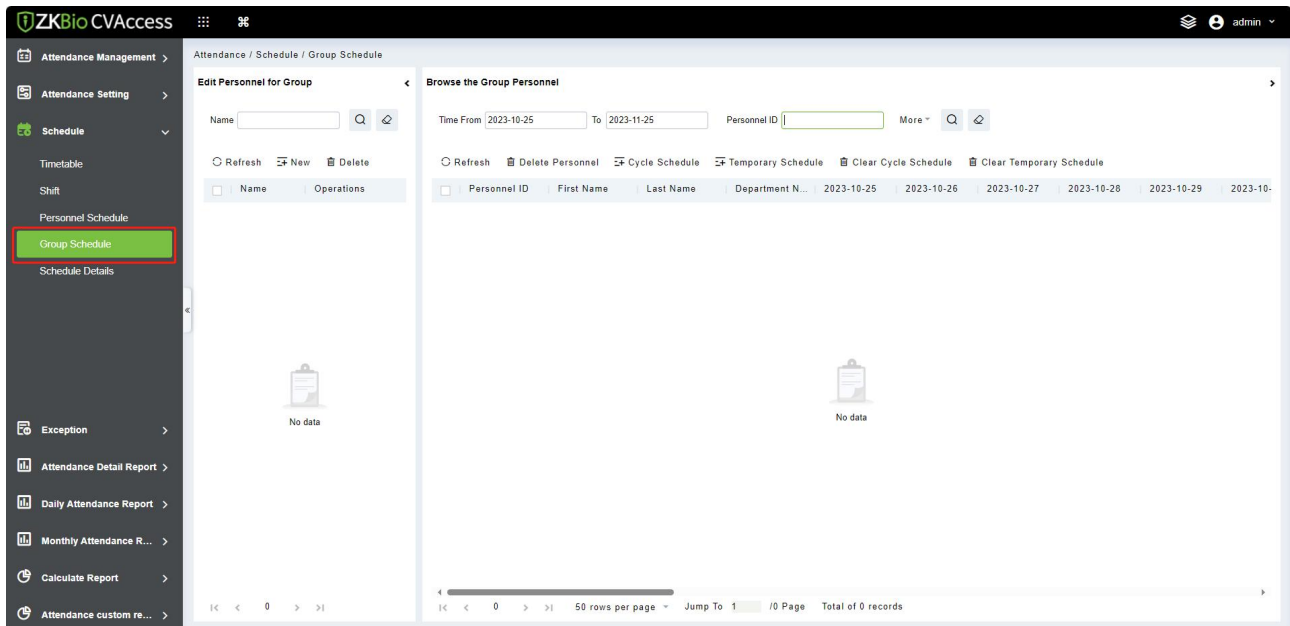 ZKBio CVAccess
admin
Attendance Management
Attendance Setting
Schedule
Timetable
Shift
Personnel Schedule
Group Schedule
Schedule Details
Exception
Attendance Detail Report
Daily Attendance Report
Monthly Attendance R...
Calculate Report
Attendance custom re...
Attendance / Schedule / Group Schedule
Edit Personnel for Group
Name
Refresh New Delete
Name Operations
No data
0
Browse the Group Personnel
Time From 2023-10-25 To 2023-11-25 Personnel ID More
Refresh Delete Personnel Cycle Schedule Temporary Schedule Clear Cycle Schedule Clear Temporary Schedule
Personnel ID First Name Last Name Department N... 2023-10-25 2023-10-26 2023-10-27 2023-10-28 2023-10-29 2023-10-
No data
0 50 rows per page Jump To 1 /0 Page Total of 0 records